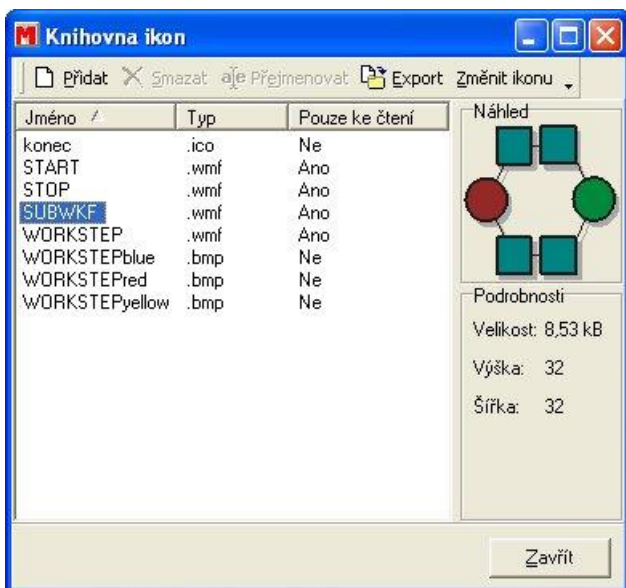 Knihovna ikon
Přidat Smazat Přejmenovat Export Změnit ikonu
Jméno Typ Pouze ke čtení
konec .ico Ne
START .wmf Ano
STOP .wmf Ano
SUBWKF .wmf Ano
WORKSTEP .wmf Ano
WORKSTEPblue .bmp Ne
WORKSTEPred .bmp Ne
WORKSTEPyellow .bmp Ne
Náhled
Podrobnosti
Velikost: 8,53 kB
Výška: 32
Šířka: 32
Zavřít